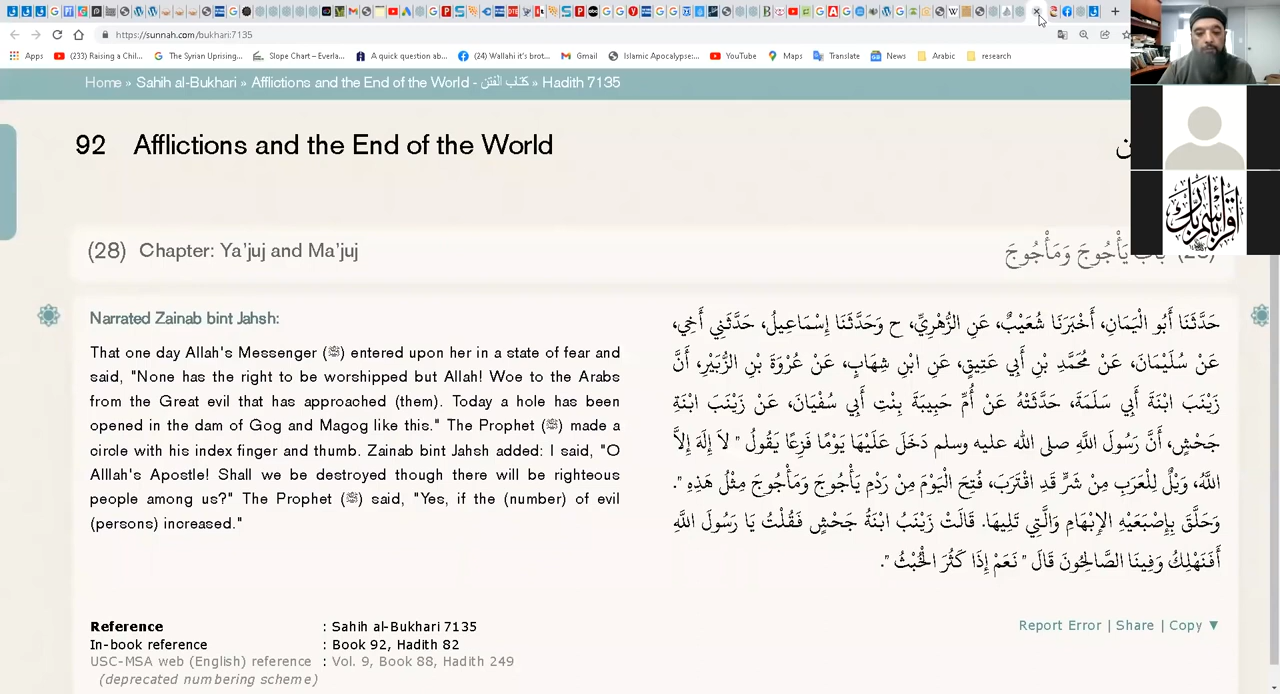 https://sunnah.com/bukhari:7135
Apps
(233) Raising a Chil...
The Syrian Uprising...
Slope Chart – Everla...
A quick question ab...
(24) Wallahi it's brot...
Gmail
Islamic Apocalypse:...
YouTube
Maps
Translate
News
Arabic
research
Home » Sahih al-Bukhari » Afflictions and the End of the World - كتاب الفتن » Hadith 7135
92 Afflictions and the End of the World
(28) Chapter: Ya'juj and Ma'juj
باب يَأْجُوجَ وَمَأْجُوجَ
Narrated Zainab bint Jahsh:
That one day Allah's Messenger (ﷺ) entered upon her in a state of fear and
said, "None has the right to be worshipped but Allah! Woe to the Arabs
from the Great evil that has approached (them). Today a hole has been
opened in the dam of Gog and Magog like this." The Prophet (ﷺ) made a
circle with his index finger and thumb. Zainab bint Jahsh added: I said, "O
Alllah's Apostle! Shall we be destroyed though there will be righteous
people among us?" The Prophet (ﷺ) said, "Yes, if the (number) of evil
(persons) increased."
حَدَّثَنَا أَبُو الْيَمَانِ، أَخْبَرَنَا شُعَيْبٌ، عَنِ الزُّهْرِيِّ، ح وَحَدَّثَنَا إِسْمَاعِيلُ، حَدَّثَنِي أَخِي،
عَنْ سُلَيْمَانَ، عَنْ مُحَمَّدِ بْنِ أَبِي عَتِيقٍ، عَنِ ابْنِ شِهَابٍ، عَنْ عُرْوَةَ بْنِ الزُّبَيْرِ، أَنَّ
زَيْنَبَ ابْنَةَ أَبِي سَلَمَةَ، حَدَّثَتْهُ عَنْ أُمِّ حَبِيبَةَ بِنْتِ أَبِي سُفْيَانَ، عَنْ زَيْنَبَ ابْنَةِ
جَحْشٍ، أَنَّ رَسُولَ اللَّهِ صلى الله عليه وسلم دَخَلَ عَلَيْهَا يَوْمًا فَزِعًا يَقُولُ " لاَ إِلَهَ إِلاَّ
اللَّهُ، وَيْلٌ لِلْعَرَبِ مِنْ شَرٍّ قَدِ اقْتَرَبَ، فُتِحَ الْيَوْمَ مِنْ رَدْمِ يَأْجُوجَ وَمَأْجُوجَ مِثْلُ هَذِهِ ".
وَحَلَّقَ بِإِصْبَعَيْهِ الإِبْهَامِ وَالَّتِي تَلِيهَا. قَالَتْ زَيْنَبُ ابْنَةُ جَحْشٍ فَقُلْتُ يَا رَسُولَ اللَّهِ
أَفَنَهْلِكُ وَفِينَا الصَّالِحُونَ قَالَ " نَعَمْ إِذَا كَثُرَ الْخُبْثُ ".
Reference : Sahih al-Bukhari 7135
In-book reference : Book 92, Hadith 82
USC-MSA web (English) reference : Vol. 9, Book 88, Hadith 249
(deprecated numbering scheme)
Report Error | Share | Copy ▼